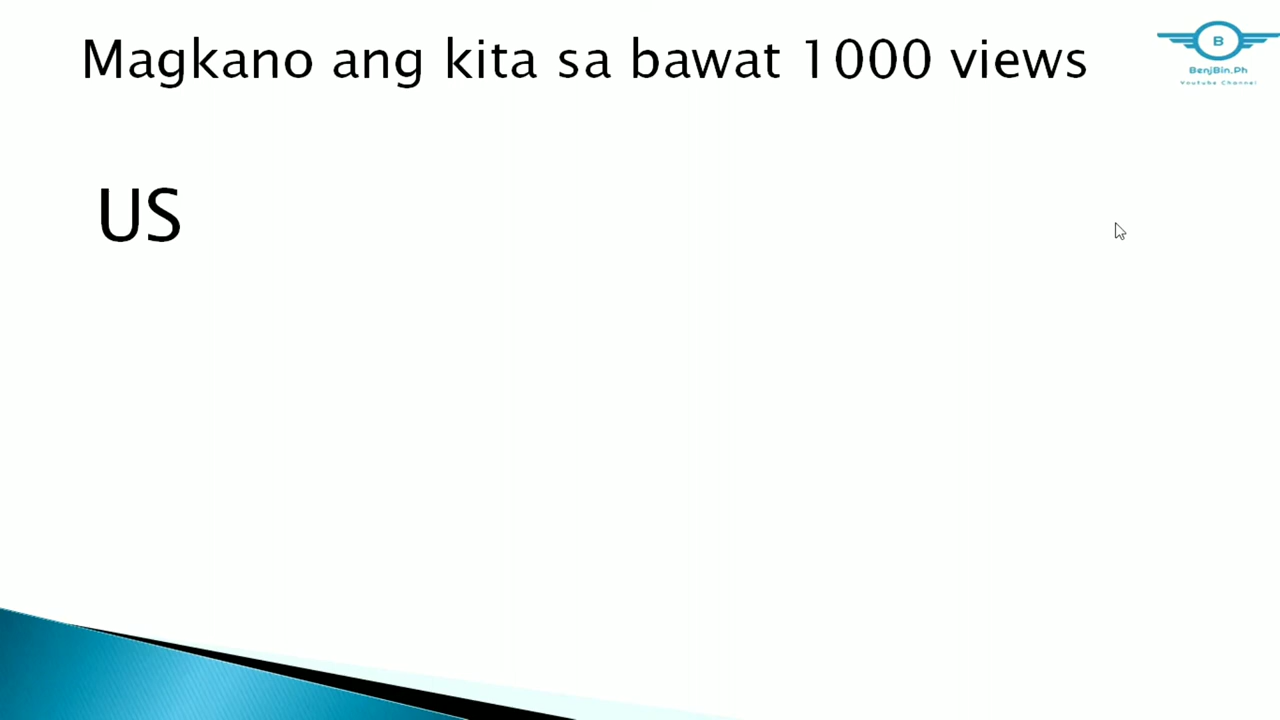 Magkano ang kita sa bawat 1000 views
B
BenjBin.Ph
Youtube Channel
US